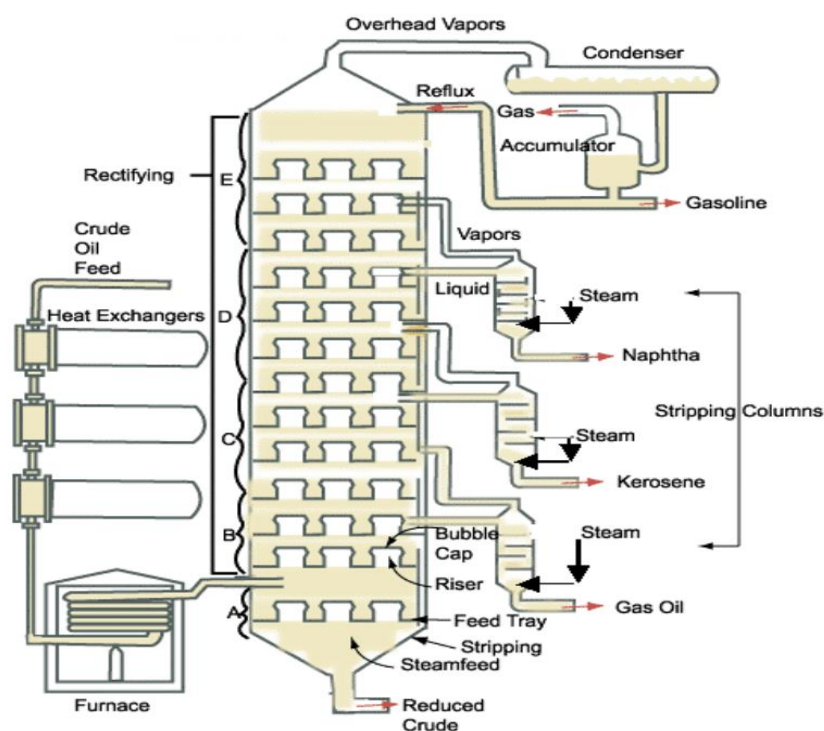 Overhead Vapors
Condenser
Reflux
Gas
Accumulator
Rectifying
E
Gasoline
Crude
Oil
Feed
Vapors
Liquid
Steam
Heat Exchangers
D
Naphtha
Stripping Columns
C
Steam
Kerosene
B
Bubble
Cap
Steam
Riser
A
Feed Tray
Gas Oil
Stripping
Steamfeed
Furnace
Reduced
Crude